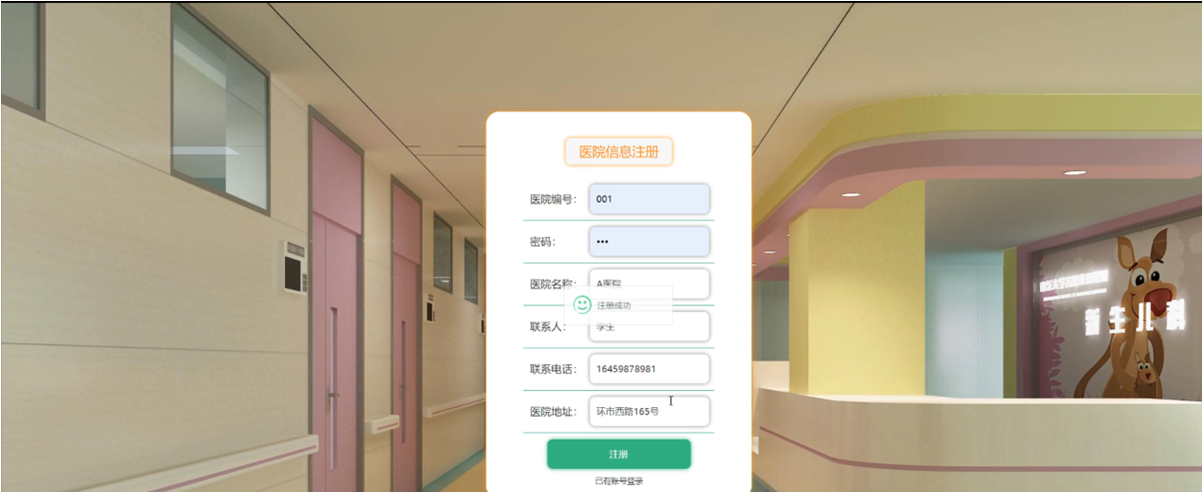 医院信息注册
医院编号： 001
密码： •••
医院名称： A医院
注册成功
联系人： 学生
联系电话： 16459878981
医院地址： 环市西路165号
注册
已有账号登录
新生儿科